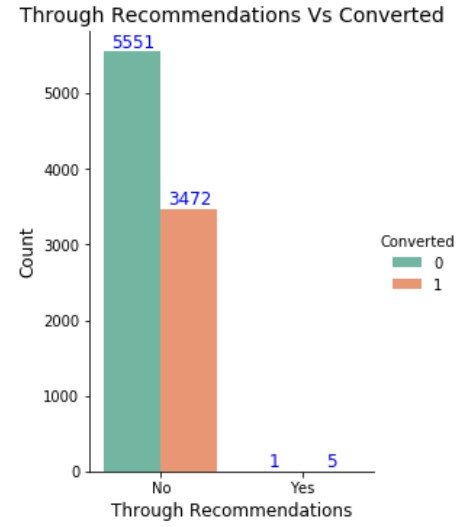 Through Recommendations Vs Converted
5551
5000
4000
3472
3000
2000
1000
0
Count
Converted
0
1
1
5
No
Yes
Through Recommendations